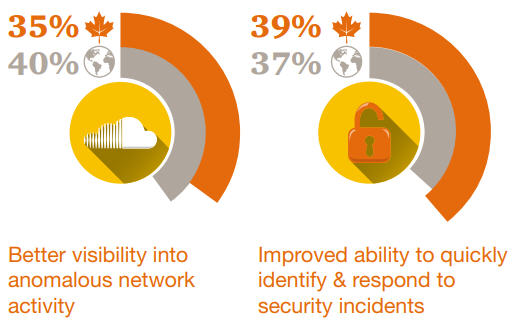 35%
40%
Better visibility into
anomalous network
activity
39%
37%
Improved ability to quickly
identify & respond to
security incidents